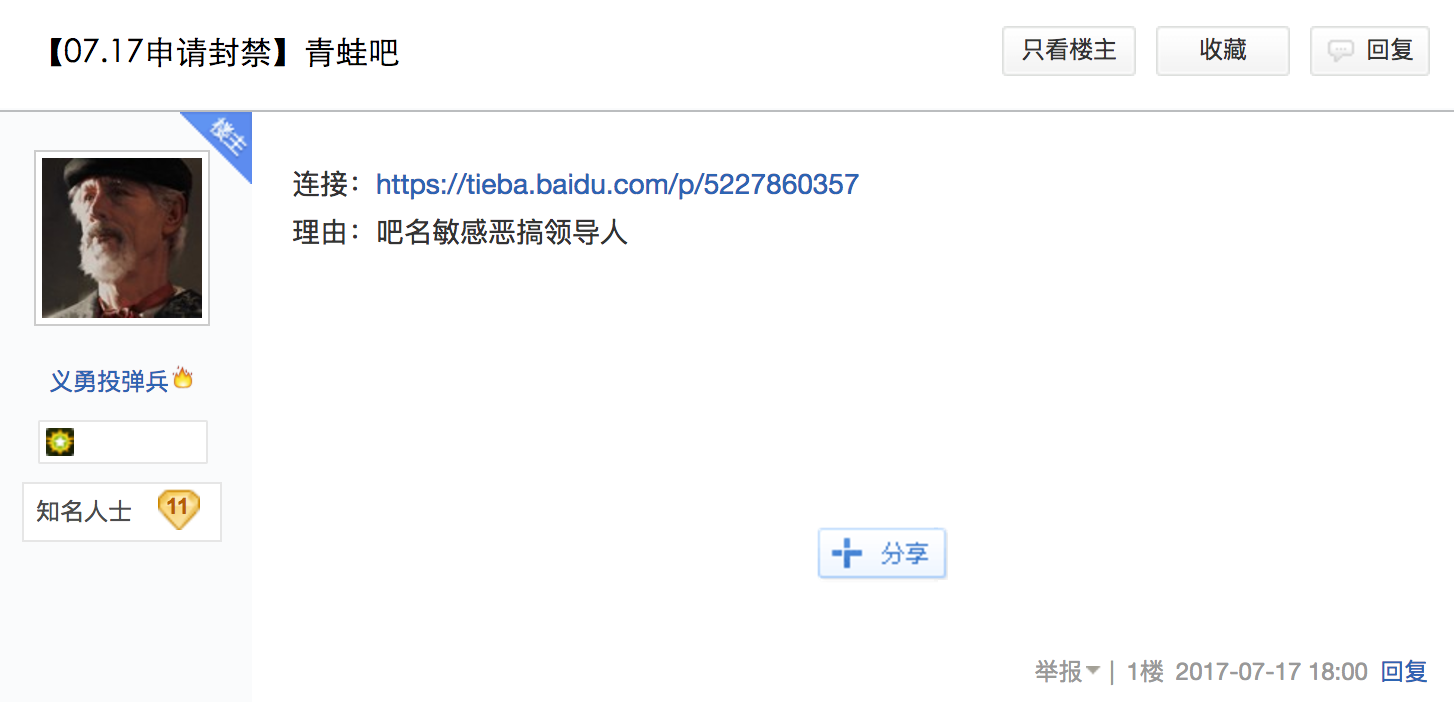 【07.17申请封禁】青蛙吧
只看楼主
收藏
回复
楼主
连接：https://tieba.baidu.com/p/5227860357
理由：吧名敏感恶搞领导人
义勇投弹兵
知名人士 11
分享
举报 | 1楼 2017-07-17 18:00 回复